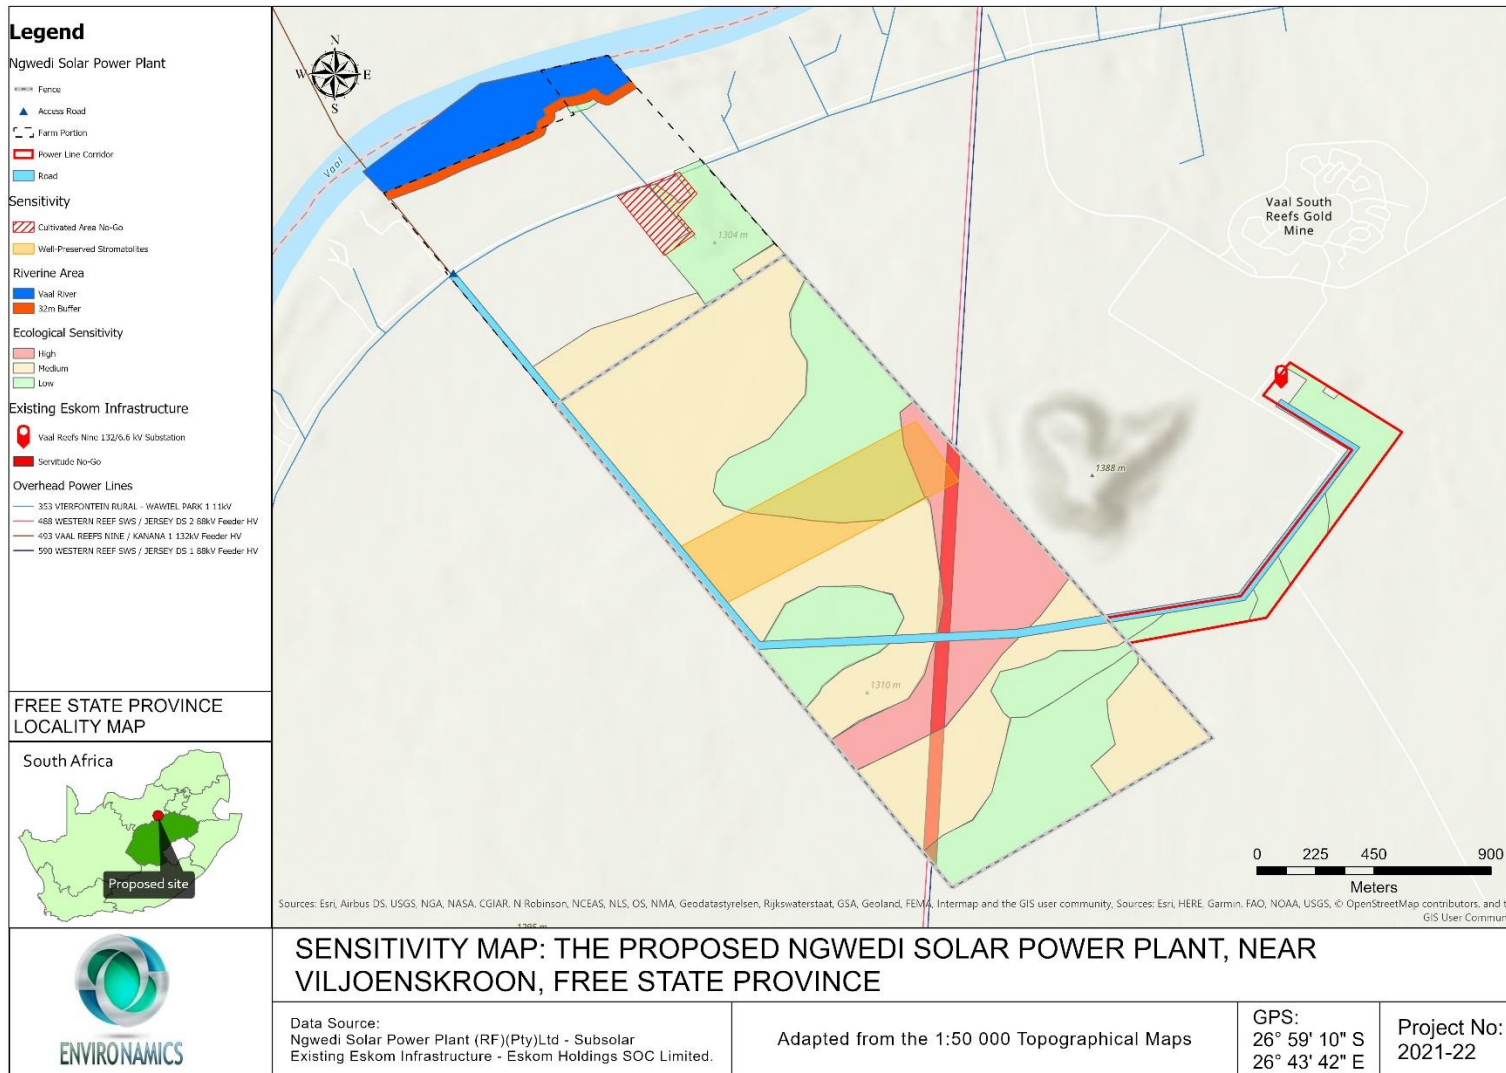 Legend
Ngwedi Solar Power Plant
Fence
Access Road
Farm Portion
Power Line Corridor
Road
Sensitivity
Cultivated Area No-Go
Well-Preserved Stromatolites
Riverine Area
Vaal River
32m Buffer
Ecological Sensitivity
High
Medium
Low
Existing Eskom Infrastructure
Vaal Reefs Nine 132/6.6 kV Substation
Servitude No-Go
Overhead Power Lines
353 VIERFONTEIN RURAL - WAWIEL PARK 1 11kV
488 WESTERN REEF SWS / JERSEY DS 2 88kV Feeder HV
493 VAAL REEFS NINE / KANANA 1 132kV Feeder HV
590 WESTERN REEF SWS / JERSEY DS 1 88kV Feeder HV
FREE STATE PROVINCE
LOCALITY MAP
South Africa
Proposed site
N
W E
S
Vaal
1304 m
Vaal South
Reefs Gold
Mine
1388 m
1310 m
0 225 450 900
Meters
Sources: Esri, Airbus DS, USGS, NGA, NASA, CGIAR, N Robinson, NCEAS, NLS, OS, NMA, Geodatastyrelsen, Rijkswaterstaat, GSA, Geoland, FEMA, Intermap and the GIS user community, Sources: Esri, HERE, Garmin, FAO, NOAA, USGS, © OpenStreetMap contributors, and t
GIS User Commun
ENVIRONAMICS
SENSITIVITY MAP: THE PROPOSED NGWEDI SOLAR POWER PLANT, NEAR
VILJOENSKROON, FREE STATE PROVINCE
Data Source:
Ngwedi Solar Power Plant (RF)(Pty)Ltd - Subsolar
Existing Eskom Infrastructure - Eskom Holdings SOC Limited.
Adapted from the 1:50 000 Topographical Maps
GPS:
26° 59' 10" S
26° 43' 42" E
Project No:
2021-22